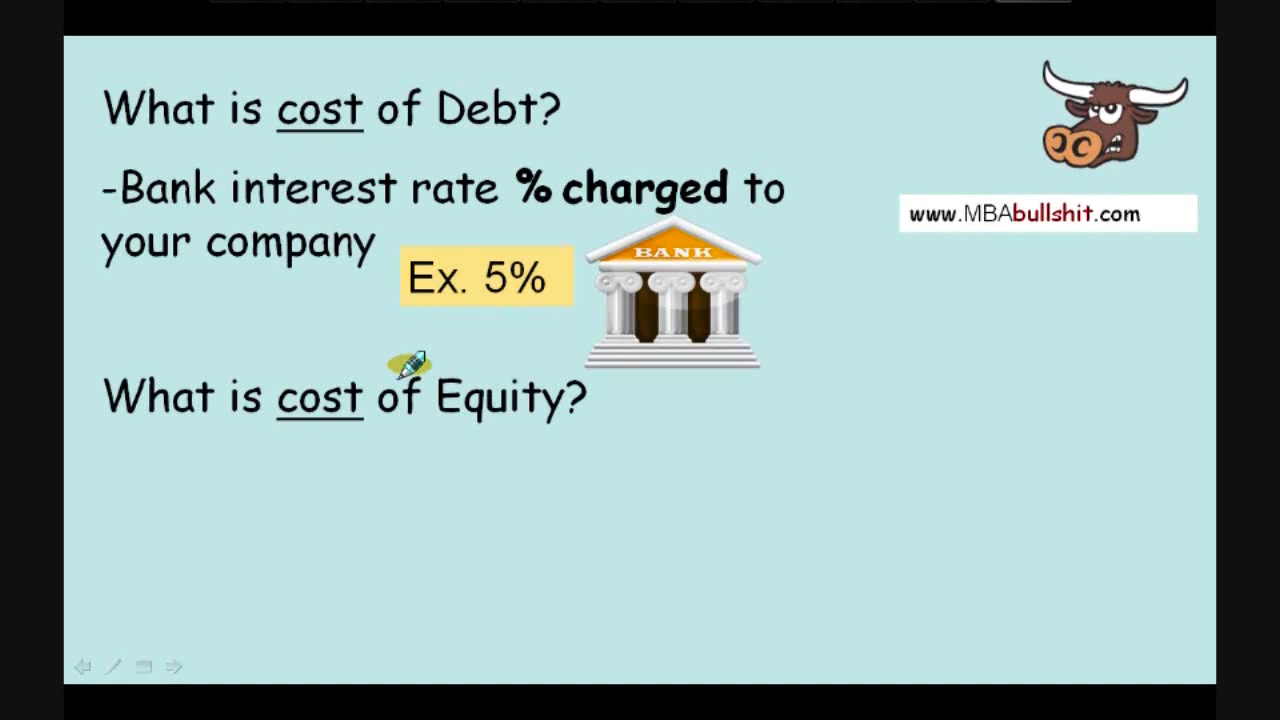 What is cost of Debt?
-Bank interest rate % charged to
your company
Ex. 5%
BANK
www.MBAbullshit.com
What is cost of Equity?